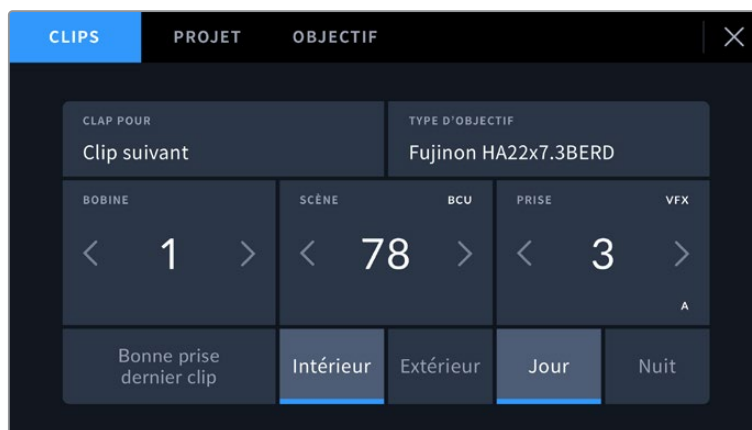 CLIPS PROJET OBJECTIF
CLAP POUR
Clip suivant
TYPE D'OBJECTIF
Fujinon HA22x7.3BERD
BOBINE
1
SCÈNE BCU
78
PRISE VFX
3
A
Bonne prise
dernier clip
Intérieur
Extérieur
Jour
Nuit